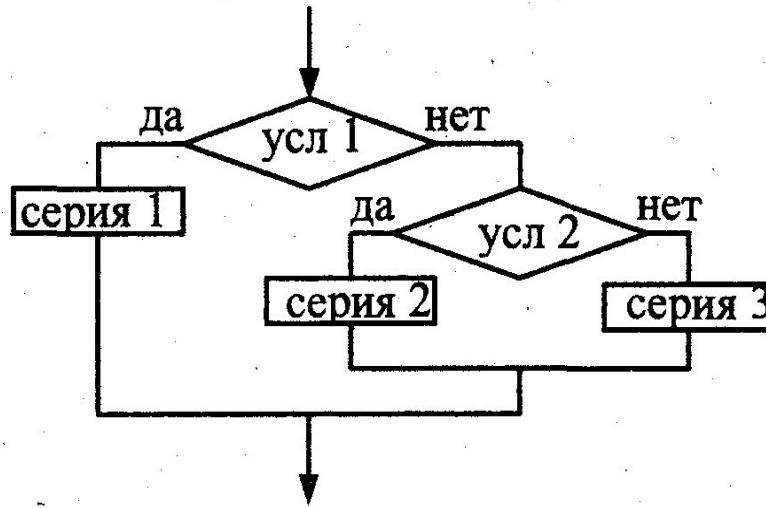 да
усл 1
нет
серия 1
да
усл 2
нет
серия 2
серия 3